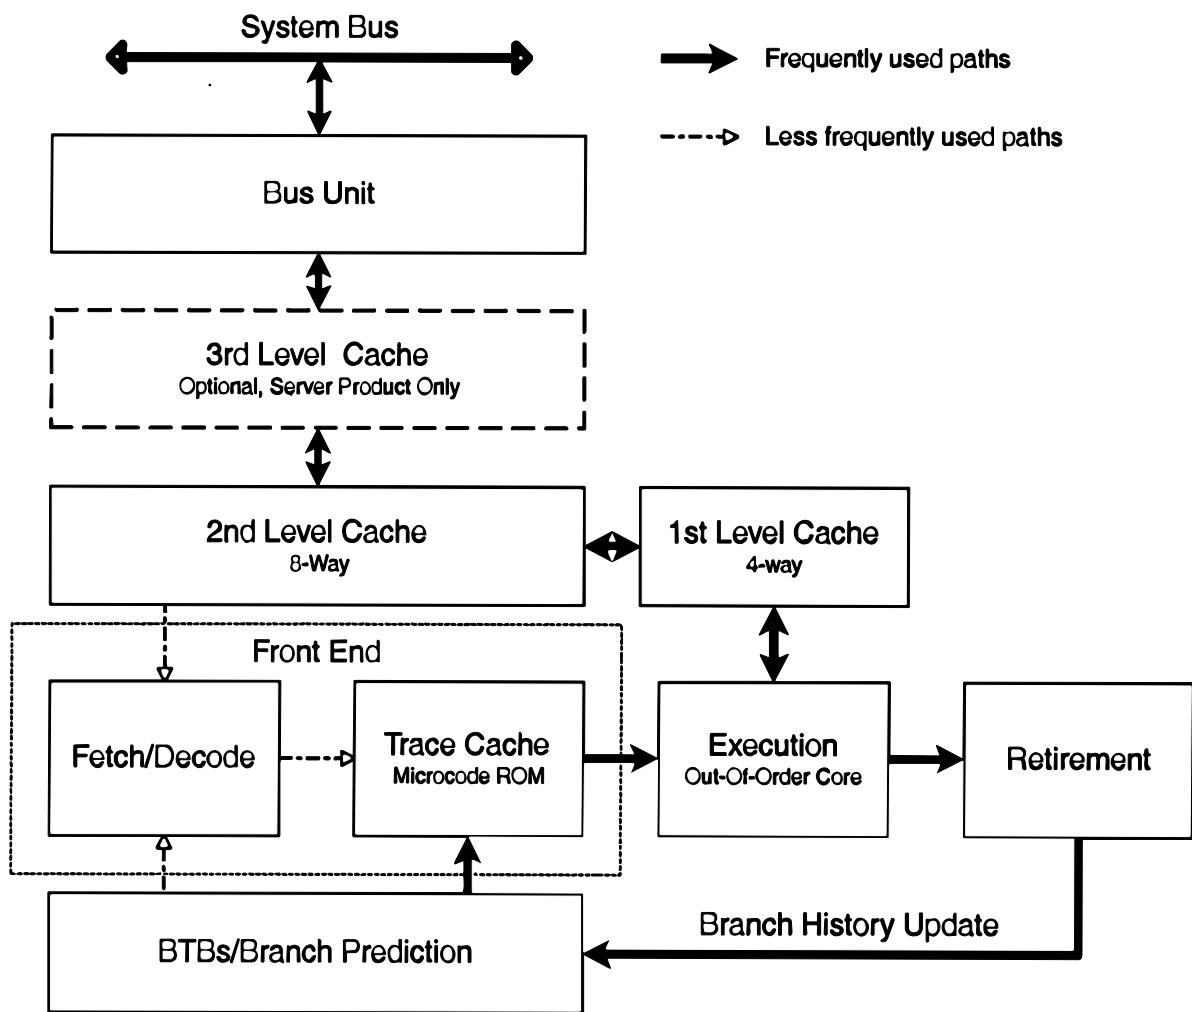 System Bus
Frequently used paths
Less frequently used paths
Bus Unit
3rd Level Cache
Optional, Server Product Only
2nd Level Cache
8-Way
1st Level Cache
4-way
Front End
Fetch/Decode
Trace Cache
Microcode ROM
Execution
Out-Of-Order Core
Retirement
Branch History Update
BTBs/Branch Prediction